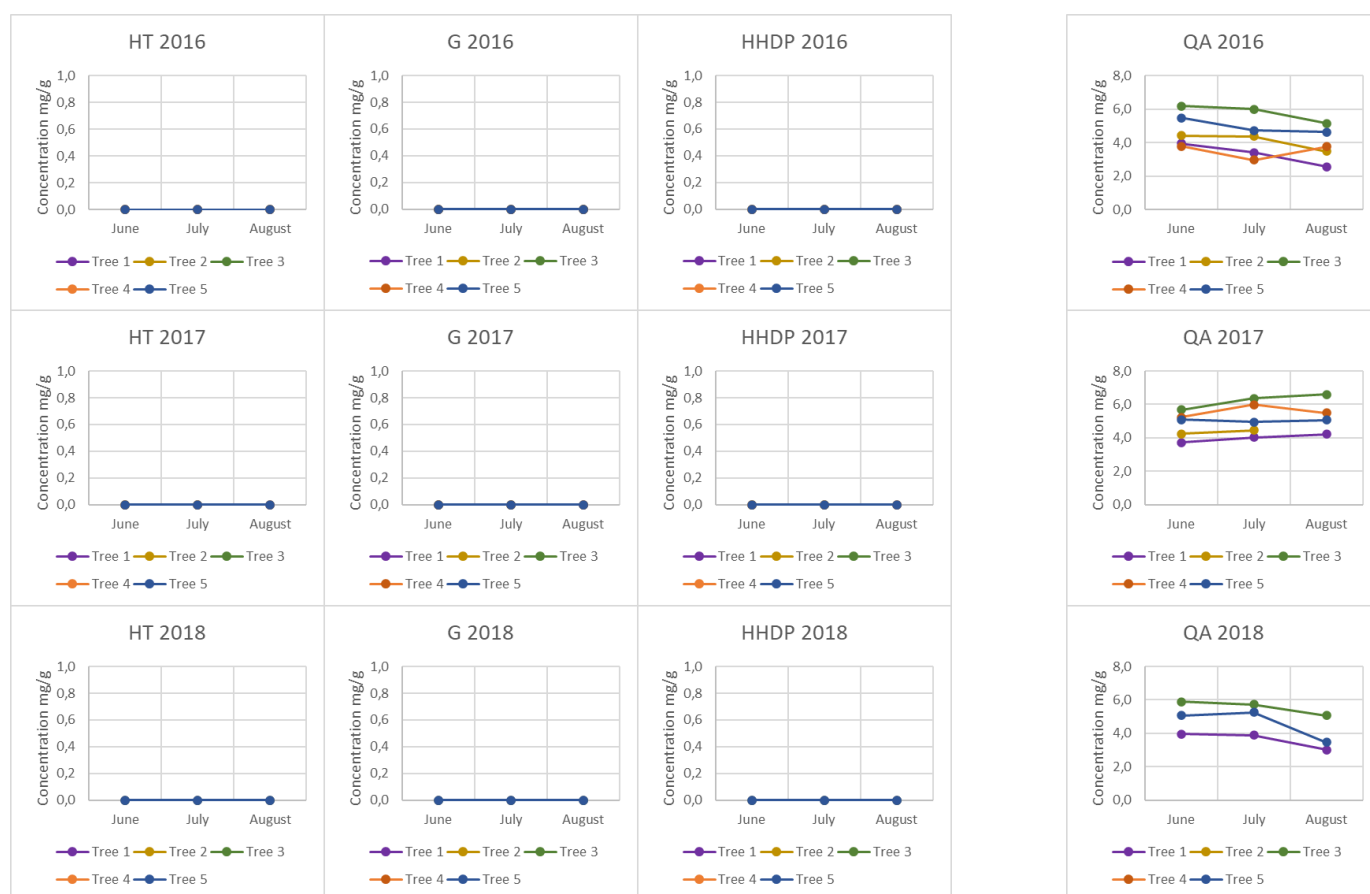 HT 2016
Concentration mg/g
1,0
0,8
0,6
0,4
0,2
0,0
June July August
Tree 1 Tree 2 Tree 3
Tree 4 Tree 5
G 2016
Concentration mg/g
1,0
0,8
0,6
0,4
0,2
0,0
June July August
Tree 1 Tree 2 Tree 3
Tree 4 Tree 5
HHDP 2016
Concentration mg/g
1,0
0,8
0,6
0,4
0,2
0,0
June July August
Tree 1 Tree 2 Tree 3
Tree 4 Tree 5
QA 2016
Concentration mg/g
8,0
6,0
4,0
2,0
0,0
June July August
Tree 1 Tree 2 Tree 3
Tree 4 Tree 5
HT 2017
Concentration mg/g
1,0
0,8
0,6
0,4
0,2
0,0
June July August
Tree 1 Tree 2 Tree 3
Tree 4 Tree 5
G 2017
Concentration mg/g
1,0
0,8
0,6
0,4
0,2
0,0
June July August
Tree 1 Tree 2 Tree 3
Tree 4 Tree 5
HHDP 2017
Concentration mg/g
1,0
0,8
0,6
0,4
0,2
0,0
June July August
Tree 1 Tree 2 Tree 3
Tree 4 Tree 5
QA 2017
Concentration mg/g
8,0
6,0
4,0
2,0
0,0
June July August
Tree 1 Tree 2 Tree 3
Tree 4 Tree 5
HT 2018
Concentration mg/g
1,0
0,8
0,6
0,4
0,2
0,0
June July August
Tree 1 Tree 2 Tree 3
Tree 4 Tree 5
G 2018
Concentration mg/g
1,0
0,8
0,6
0,4
0,2
0,0
June July August
Tree 1 Tree 2 Tree 3
Tree 4 Tree 5
HHDP 2018
Concentration mg/g
1,0
0,8
0,6
0,4
0,2
0,0
June July August
Tree 1 Tree 2 Tree 3
Tree 4 Tree 5
QA 2018
Concentration mg/g
8,0
6,0
4,0
2,0
0,0
June July August
Tree 1 Tree 2 Tree 3
Tree 4 Tree 5